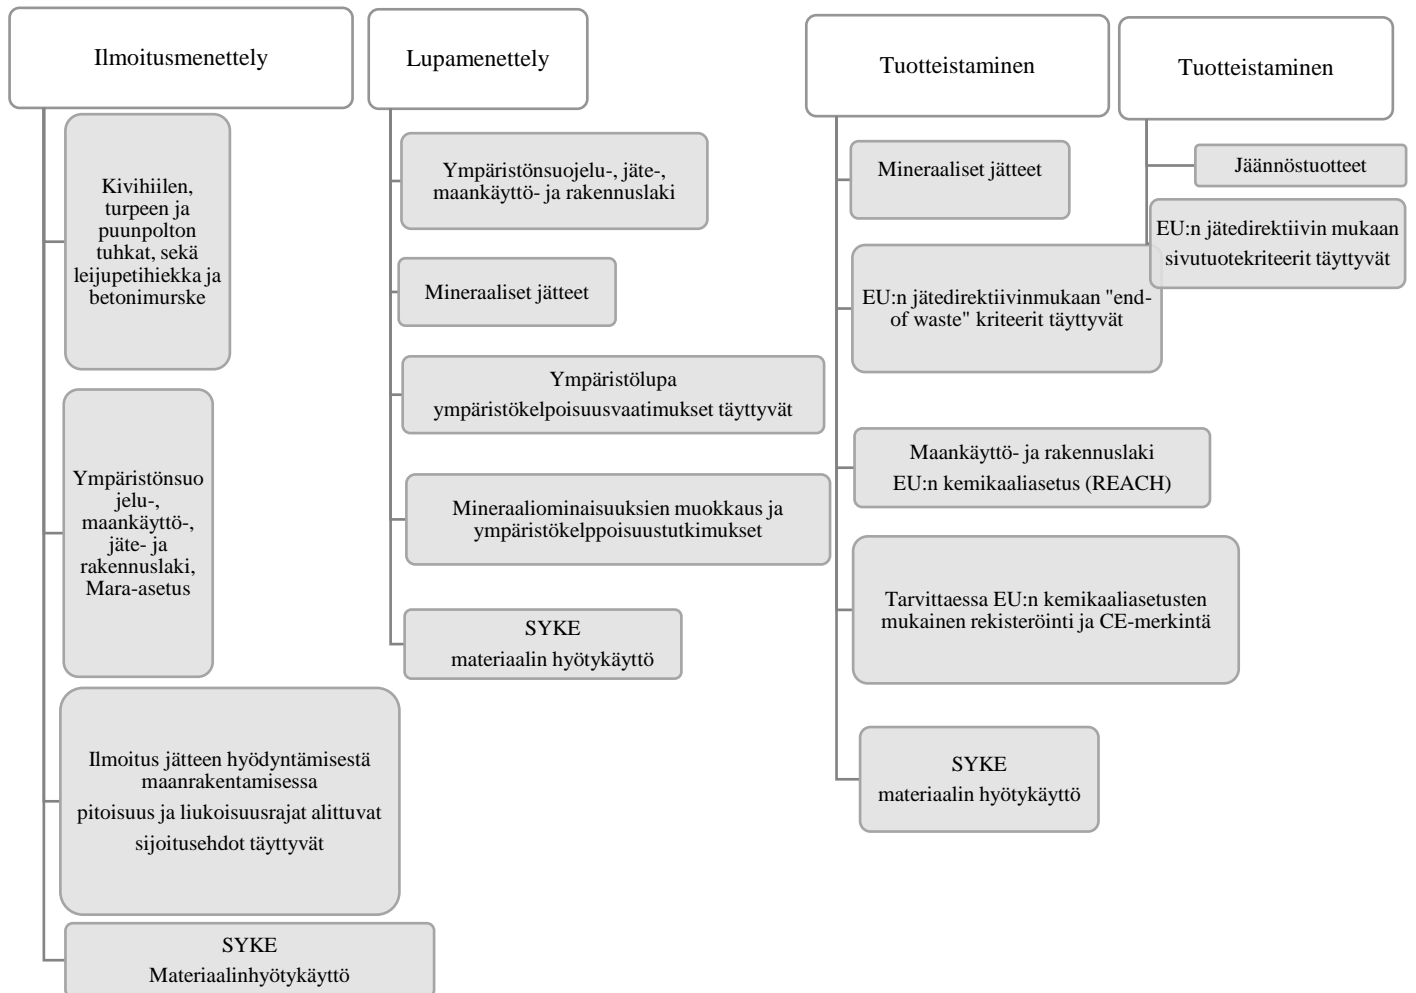 Ilmoitusmenettely
Kivihiilen,
turpeen ja
puunpolton
tuhkat, sekä
leijupetihiekka ja
betonimurske
Ympäristönsuo
jelu-,
maankäyttö-,
jäte- ja
rakennuslaki,
Mara-asetus
Ilmoitus jätteen hyödyntämisestä
maanrakentamisessa
pitoisuus ja liukoisuusrajat alittuvat
sijoitusehdot täyttyvät
SYKE
Materiaalinhyötykäyttö
Lupamenettely
Ympäristönsuojelu-, jäte-,
maankäyttö- ja rakennuslaki
Mineraaliset jätteet
Ympäristölupa
ympäristökelpoisuusvaatimukset täyttyvät
Mineraaliominaisuuksien muokkaus ja
ympäristökelppoisuustutkimukset
SYKE
materiaalin hyötykäyttö
Tuotteistaminen
Mineraaliset jätteet
EU:n jätedirektiivinmukaan "end-
of waste" kriteerit täyttyvät
Maankäyttö- ja rakennuslaki
EU:n kemikaaliasetus (REACH)
Tarvittaessa EU:n kemikaaliasetusten
mukainen rekisteröinti ja CE-merkintä
SYKE
materiaalin hyötykäyttö
Tuotteistaminen
Jäännöstuotteet
EU:n jätedirektiivin mukaan
sivutuotekriteerit täyttyvät